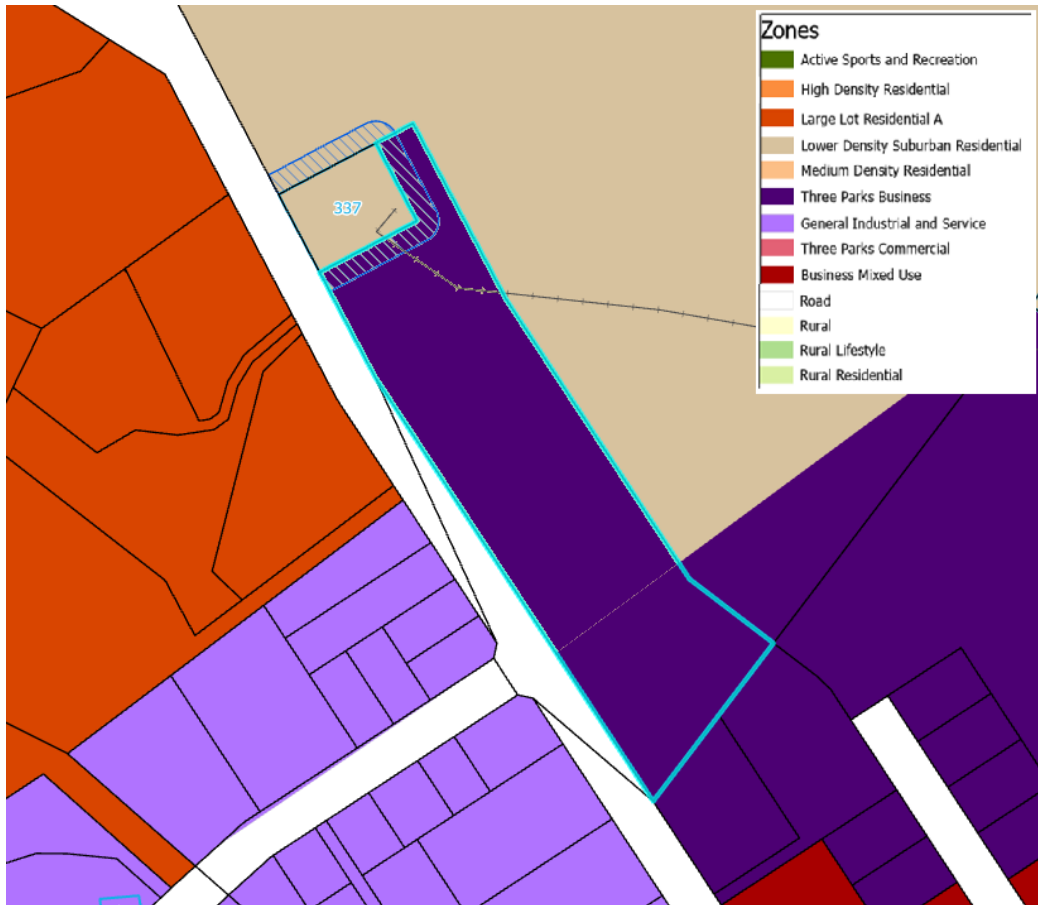 Zones
Active Sports and Recreation
High Density Residential
Large Lot Residential A
Lower Density Suburban Residential
Medium Density Residential
Three Parks Business
General Industrial and Service
Three Parks Commercial
Business Mixed Use
Road
Rural
Rural Lifestyle
Rural Residential
337